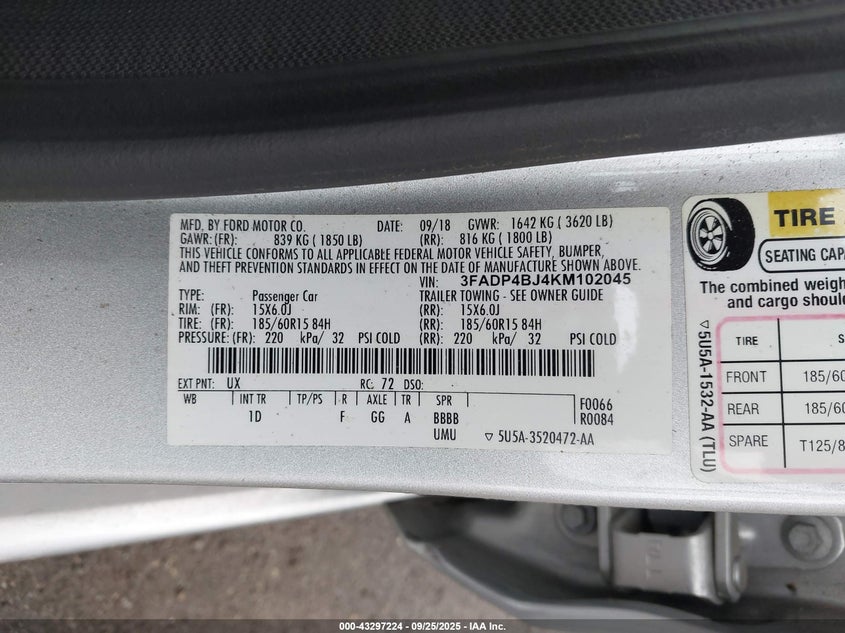 MFD. BY FORD MOTOR CO. DATE: 09/18 GVWR: 1642 KG ( 3620 LB)
GAWR:(FR): 839 KG ( 1850 LB) (RR): 816 KG ( 1800 LB)
THIS VEHICLE CONFORMS TO ALL APPLICABLE FEDERAL MOTOR VEHICLE SAFETY, BUMPER,
AND THEFT PREVENTION STANDARDS IN EFFECT ON THE DATE OF MANUFACTURE SHOWN ABOVE.
VIN: 3FADP4BJ4KM102045
TYPE: Passenger Car TRAILER TOWING - SEE OWNER GUIDE
RIM: (FR): 15X6.0J (RR): 15X6.0J
TIRE: (FR): 185/60R15 84H (RR): 185/60R15 84H
PRESSURE: (FR): 220 kPa/ 32 PSI COLD (RR): 220 kPa/ 32 PSI COLD
EXT PNT: UX RC: 72 DSO:
WB INT TR TP/PS R AXLE TR SPR F0066
1D F GG A BBBB R0084
UMU ▽ 5U5A-3520472-AA
TIRE
SEATING CAPA
The combined weigh
and cargo shoul
TIRE S
FRONT 185/60
REAR 185/60
SPARE T125/8
▽ 5U5A-1532-AA (TLU)
000-43297224 | 09/25/2025 | IAA Inc.